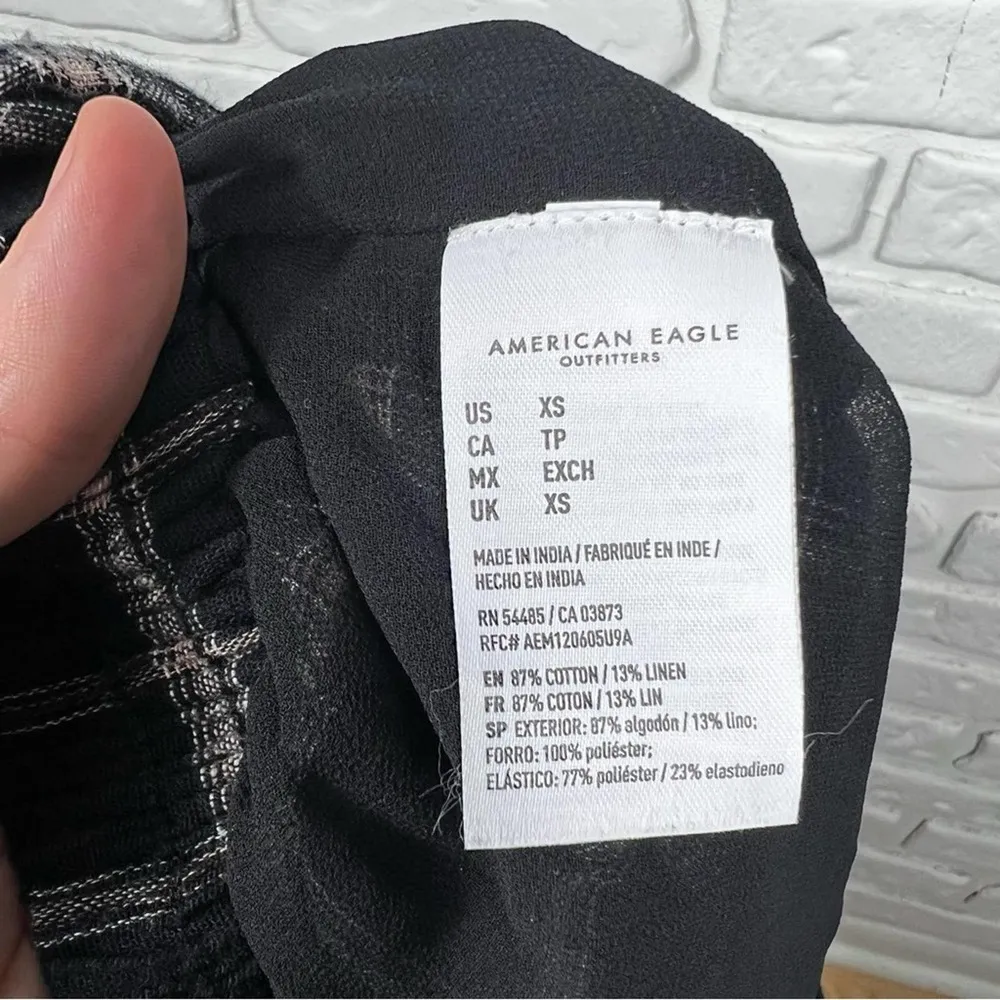 AMERICAN EAGLE
OUTFITTERS
US XS
CA TP
MX EXCH
UK XS
MADE IN INDIA / FABRIQUÉ EN INDE /
HECHO EN INDIA
RN 54485 / CA 03873
RFC# AEM120605U9A
EN 87% COTTON / 13% LINEN
FR 87% COTON / 13% LIN
SP EXTERIOR: 87% algodón / 13% lino;
FORRO: 100% poliéster;
ELÁSTICO: 77% poliéster / 23% elastodieno